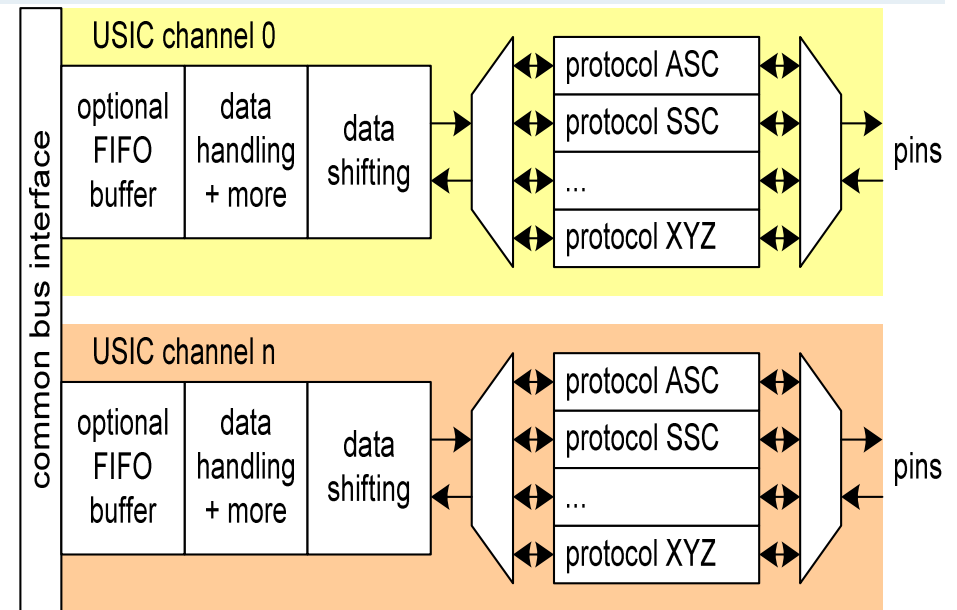 common bus interface
USIC channel 0
optional
FIFO
buffer
data
handling
+ more
data
shifting
protocol ASC
protocol SSC
...
protocol XYZ
pins
USIC channel n
optional
FIFO
buffer
data
handling
+ more
data
shifting
protocol ASC
protocol SSC
...
protocol XYZ
pins